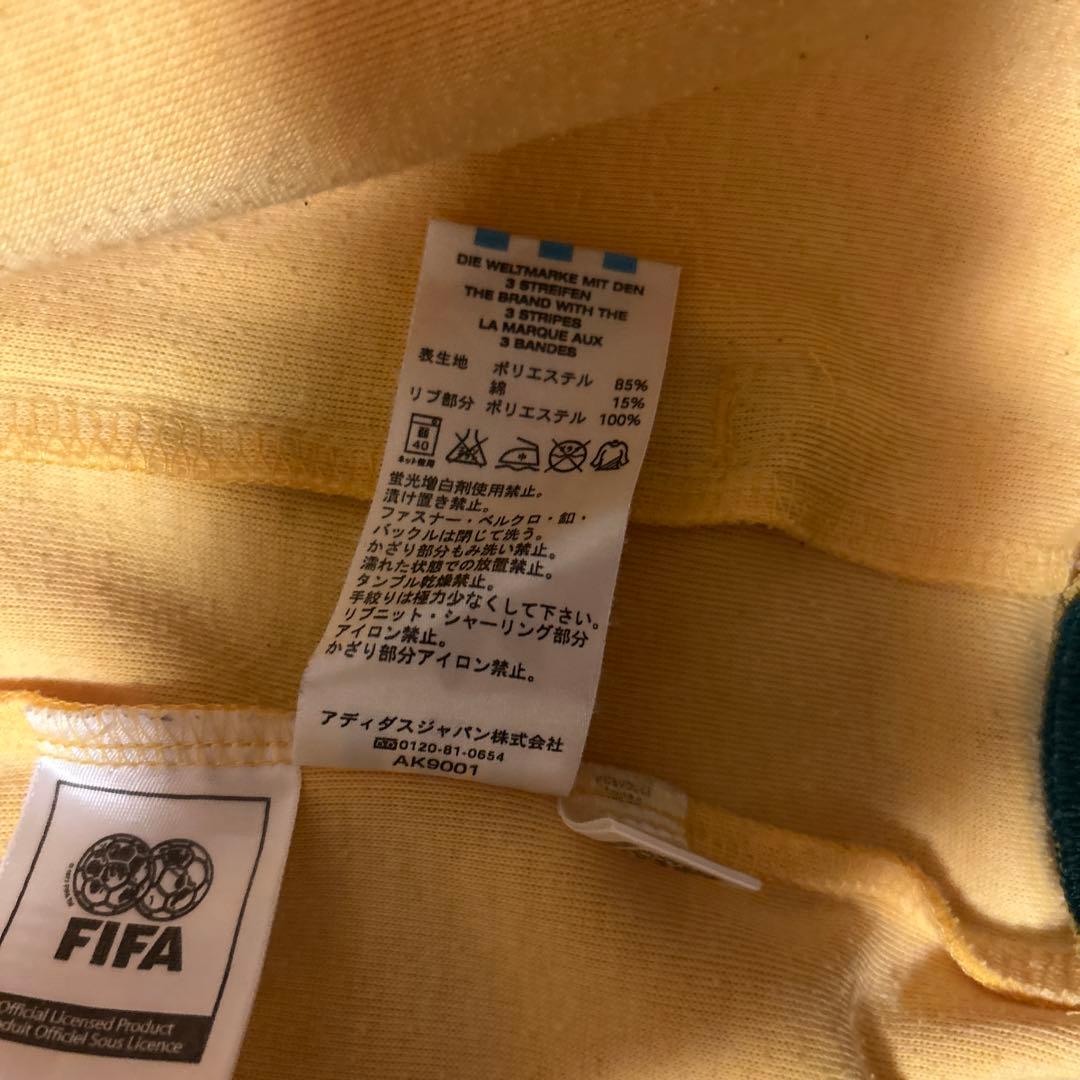 DIE WELTMARKE MIT DEN
3 STREIFEN
THE BRAND WITH THE
3 STRIPES
LA MARQUE AUX
3 BANDES
表生地 ポリエステル 85%
綿 15%
リブ部分 ポリエステル 100%
40
ネット使用
中
蛍光増白剤使用禁止。
漬け置き禁止。
ファスナー・ベルクロ・釦・
バックルは閉じて洗う。
かざり部分もみ洗い禁止。
濡れた状態での放置禁止。
タンブル乾燥禁止。
手絞りは極力少なくして下さい。
リブニット・シャーリング部分
アイロン禁止。
かざり部分アイロン禁止。
アディダスジャパン株式会社
0120-81-0654
AK9001
FIFA
Official Licensed Product
duit Officiel Sous Licence